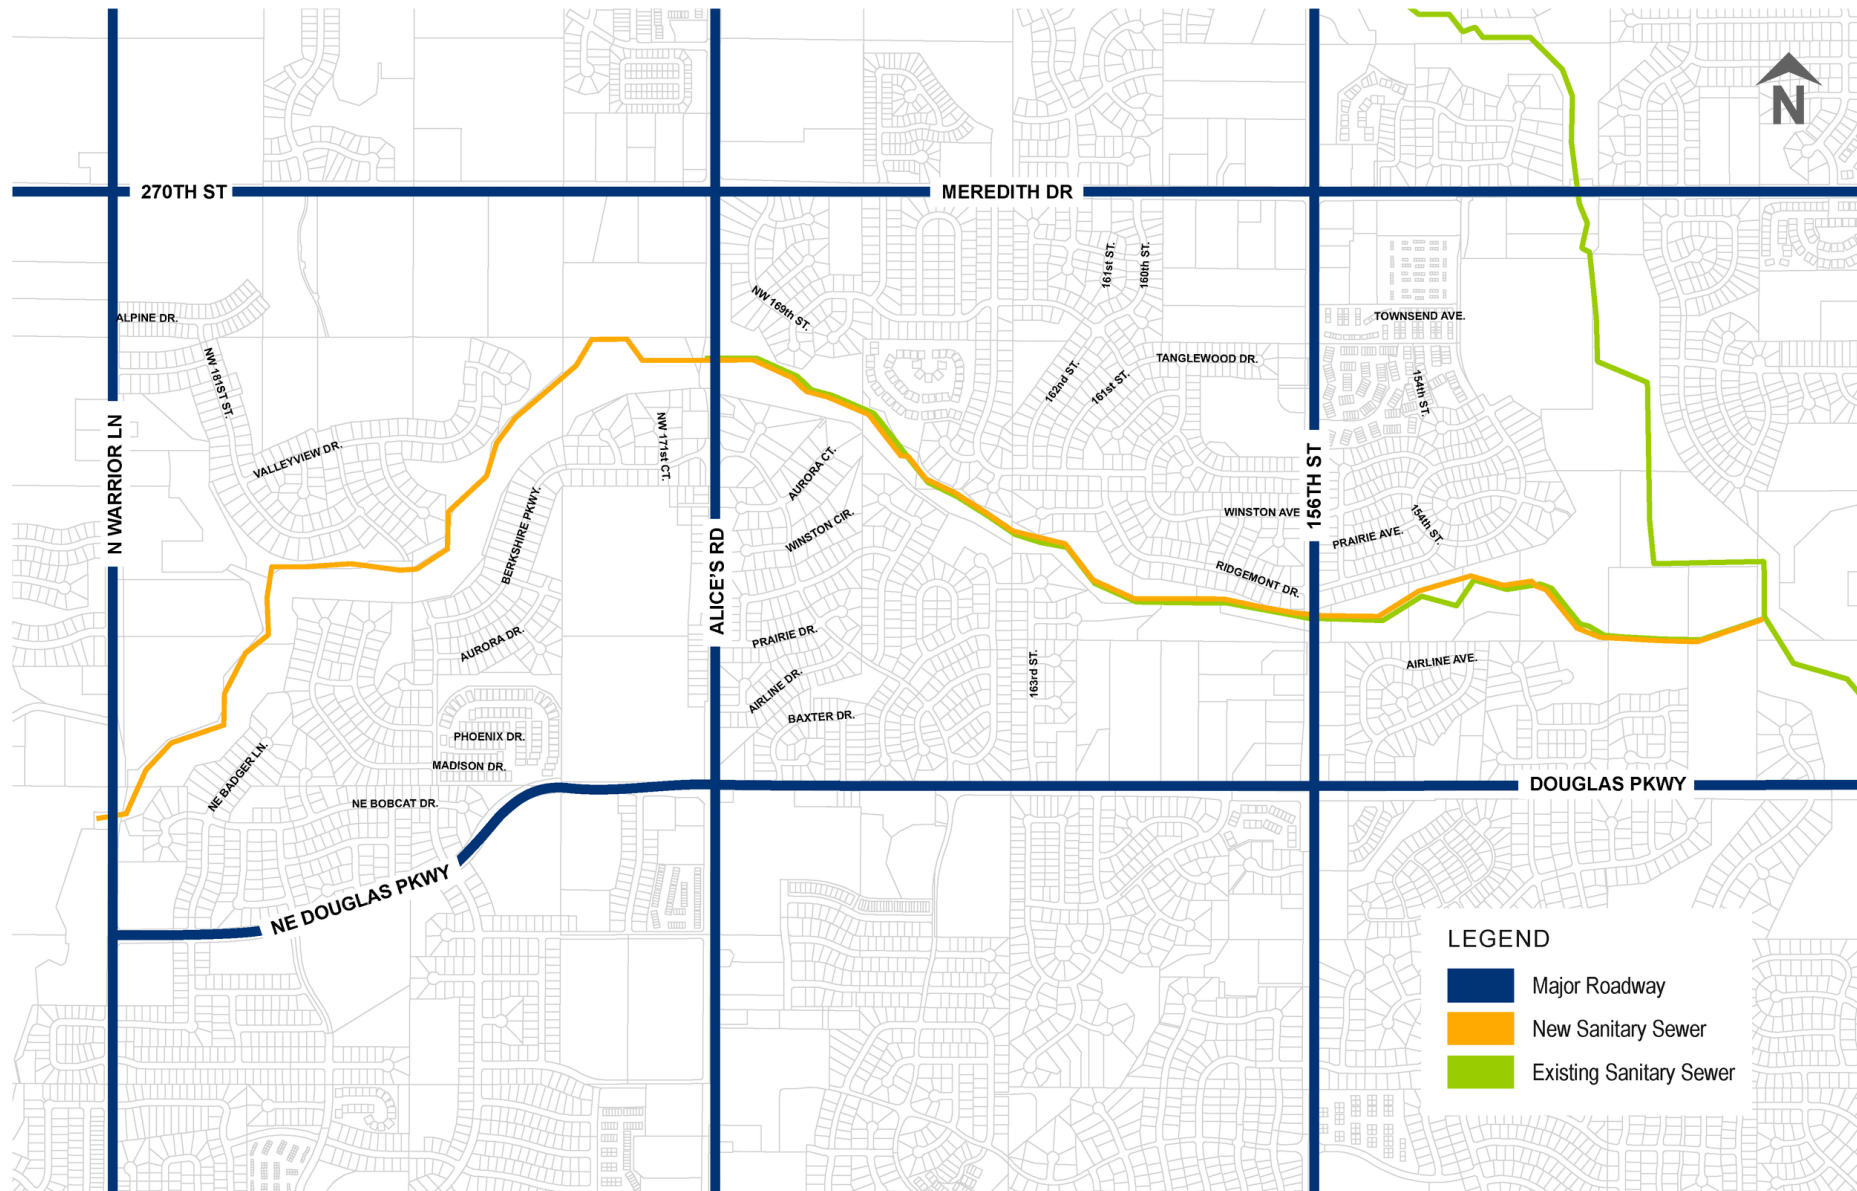 N
270TH ST
MEREDITH DR
161st ST.
160th ST.
NW 169th ST.
ALPINE DR.
TOWNSEND AVE.
NW 181ST ST.
TANGLEWOOD DR.
162nd ST.
161st ST.
154th ST.
N WARRIOR LN
VALLEYVIEW DR.
NW 171st CT.
AURORA CT.
156TH ST
BERKSHIRE PKWY.
WINSTON CIR.
WINSTON AVE
154th ST.
PRAIRIE AVE.
ALICE'S RD
RIDGEMONT DR.
AURORA DR.
PRAIRIE DR.
163rd ST.
AIRLINE AVE.
AIRLINE DR.
BAXTER DR.
PHOENIX DR.
MADISON DR.
NE BADGER LN.
NE BOBCAT DR.
DOUGLAS PKWY
NE DOUGLAS PKWY
LEGEND
Major Roadway
New Sanitary Sewer
Existing Sanitary Sewer